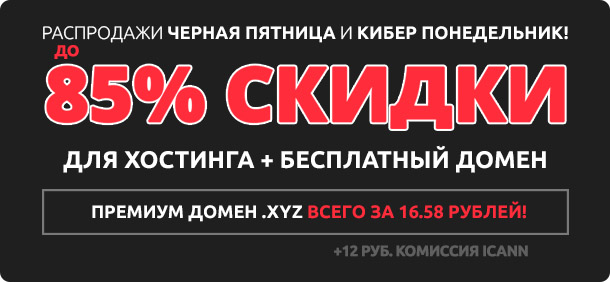 РАСПРОДАЖИ ЧЕРНАЯ ПЯТНИЦА И КИБЕР ПОНЕДЕЛЬНИК!
ДО
85% СКИДКИ
ДЛЯ ХОСТИНГА + БЕСПЛАТНЫЙ ДОМЕН
ПРЕМИУМ ДОМЕН .XYZ ВСЕГО ЗА 16.58 РУБЛЕЙ!
+12 РУБ. КОМИССИЯ ICANN